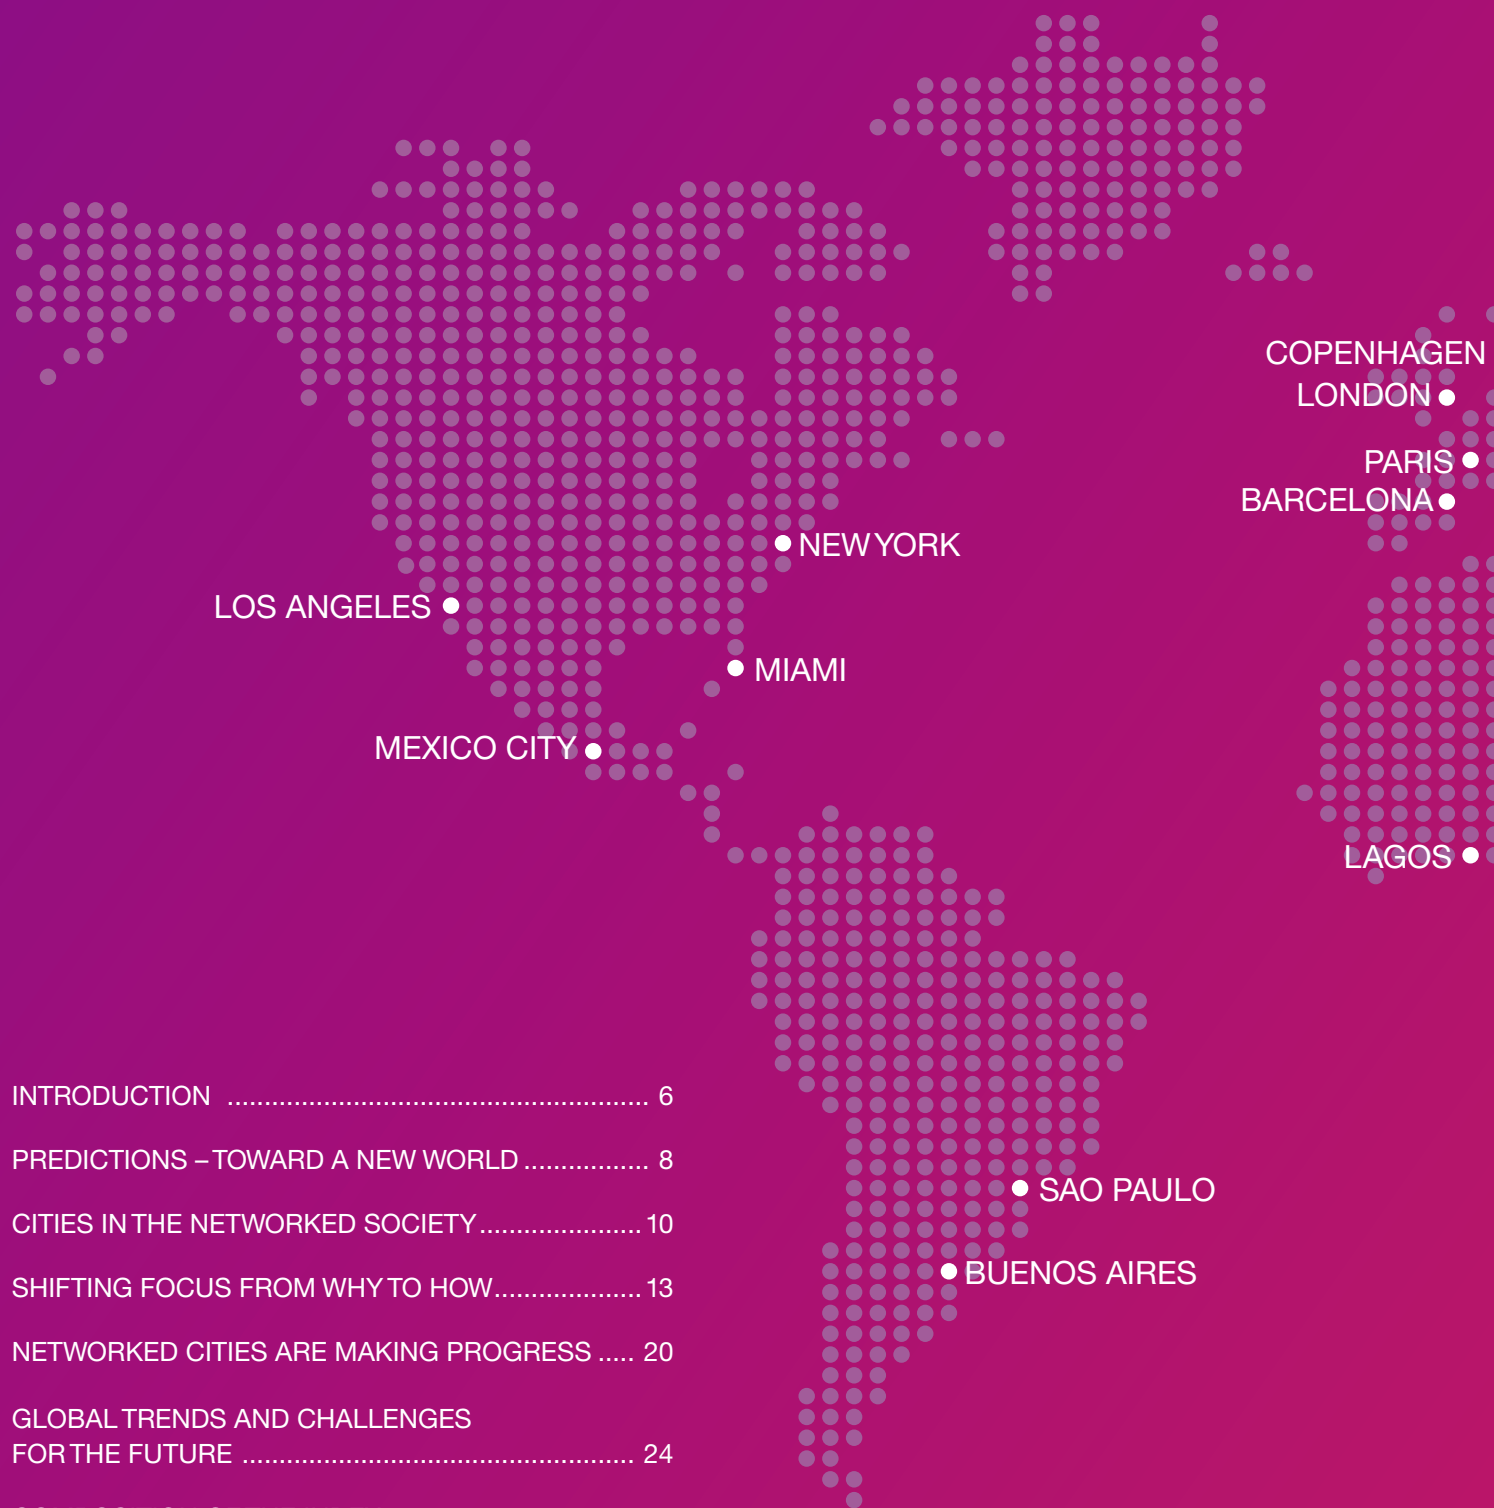 COPENHAGEN
LONDON
PARIS
BARCELONA
NEW YORK
LOS ANGELES
MIAMI
MEXICO CITY
LAGOS
SAO PAULO
BUENOS AIRES
INTRODUCTION ........................................................ 6
PREDICTIONS – TOWARD A NEW WORLD ................. 8
CITIES IN THE NETWORKED SOCIETY ...................... 10
SHIFTING FOCUS FROM WHY TO HOW.................... 13
NETWORKED CITIES ARE MAKING PROGRESS ..... 20
GLOBAL TRENDS AND CHALLENGES
FOR THE FUTURE ..................................................... 24